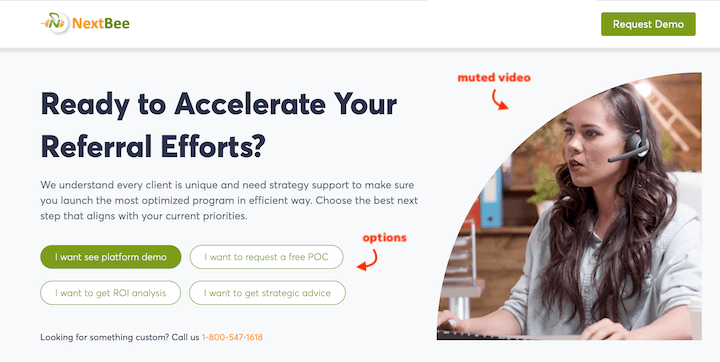 NextBee
Request Demo
muted video
Ready to Accelerate Your
Referral Efforts?
We understand every client is unique and need strategy support to make sure
you launch the most optimized program in efficient way. Choose the best next
step that aligns with your current priorities.
options
I want see platform demo
I want to request a free POC
I want to get ROI analysis
I want to get strategic advice
Looking for something custom? Call us 1-800-547-1618